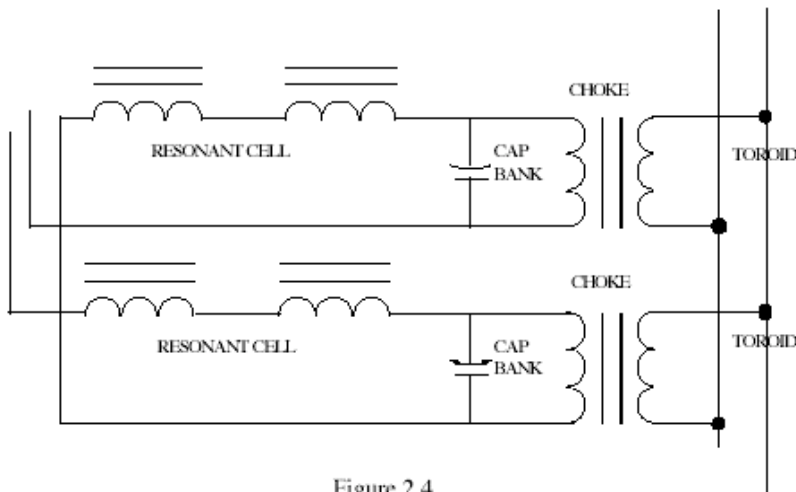 CHOKE
RESONANT CELL
CAP
BANK
TOROID
CHOKE
RESONANT CELL
CAP
BANK
TOROID
Figure 2.4